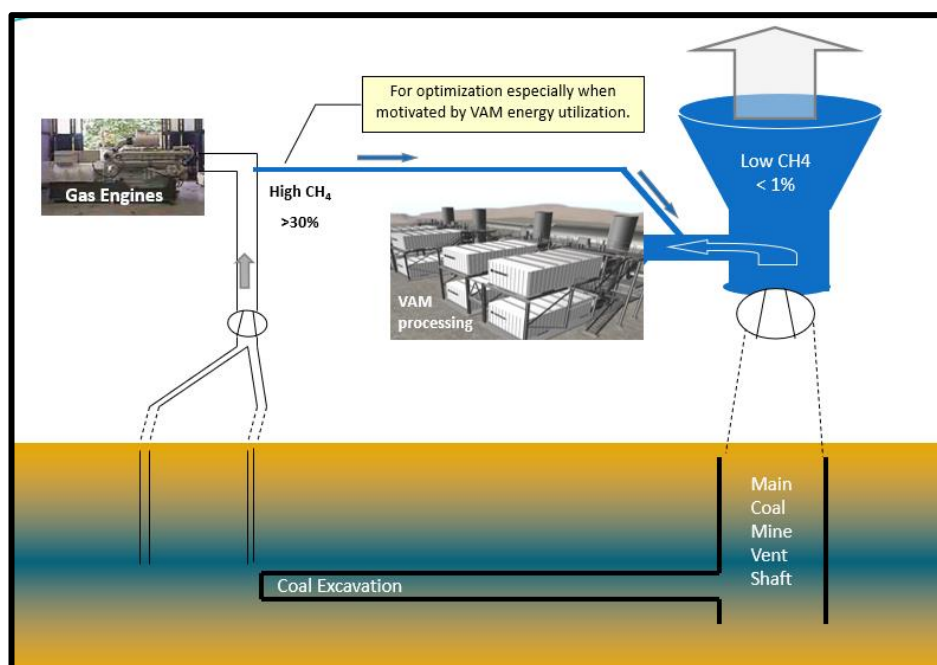 For optimization especially when
motivated by VAM energy utilization.
Gas Engines
High CH₄
>30%
Low CH4
< 1%
VAM
processing
Main
Coal
Mine
Vent
Shaft
Coal Excavation